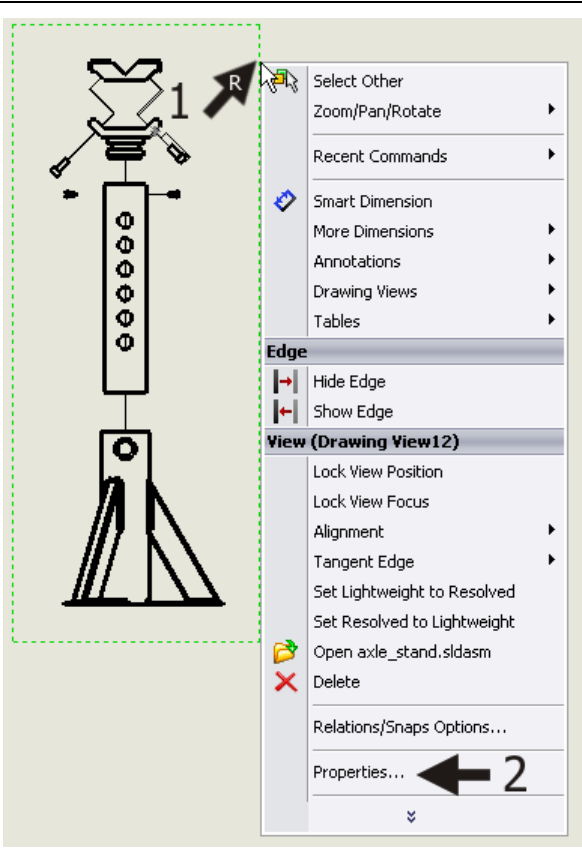 1
R
Select Other
Zoom/Pan/Rotate
Recent Commands
Smart Dimension
More Dimensions
Annotations
Drawing Views
Tables
Edge
Hide Edge
Show Edge
View (Drawing View12)
Lock View Position
Lock View Focus
Alignment
Tangent Edge
Set Lightweight to Resolved
Set Resolved to Lightweight
Open axle_stand.sldasm
Delete
Relations/Snaps Options...
Properties... 2